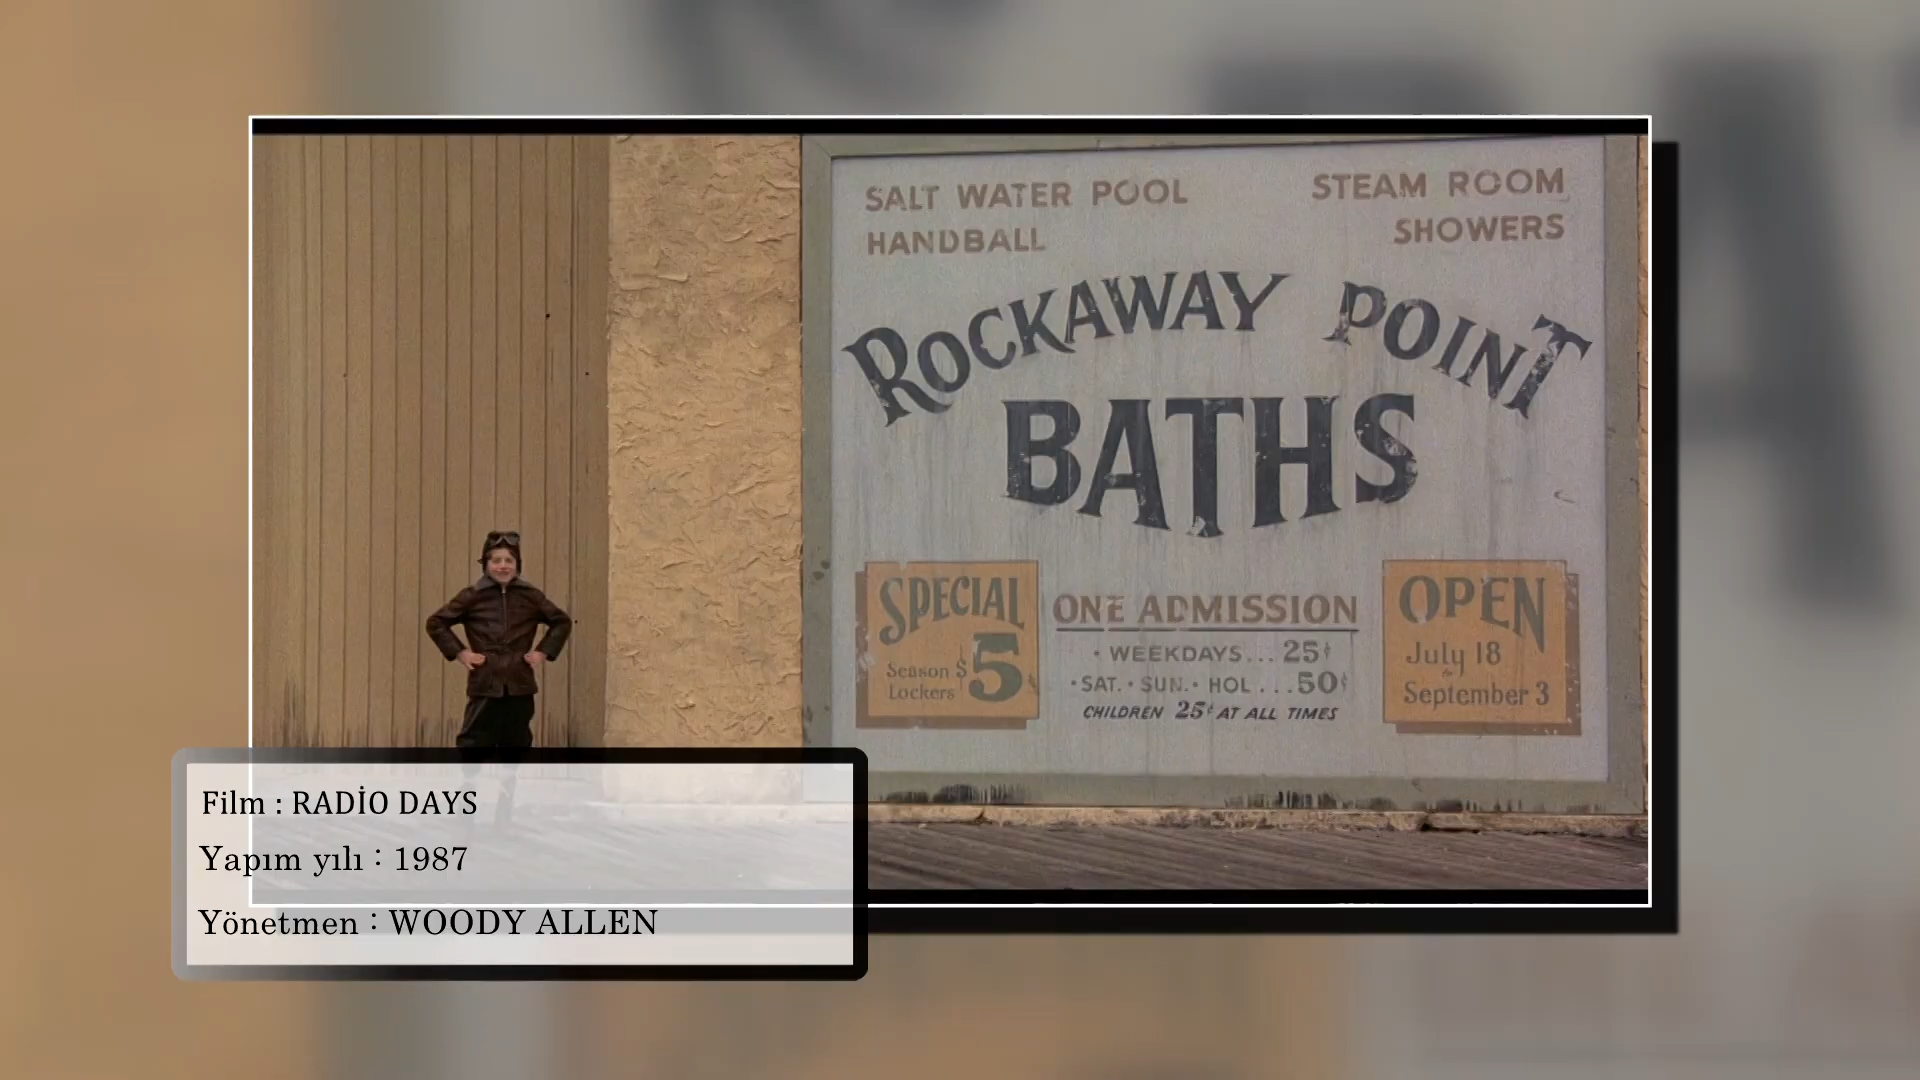 SALT WATER POOL
HANDBALL
STEAM ROOM
SHOWERS
ROCKAWAY POINT
BATHS
SPECIAL
Season $5
Lockers
ONE ADMISSION
• WEEKDAYS... 25¢
• SAT. • SUN. • HOL ... 50¢
CHILDREN 25¢ AT ALL TIMES
OPEN
July 18
to
September 3
Film : RADİO DAYS
Yapım yılı : 1987
Yönetmen : WOODY ALLEN